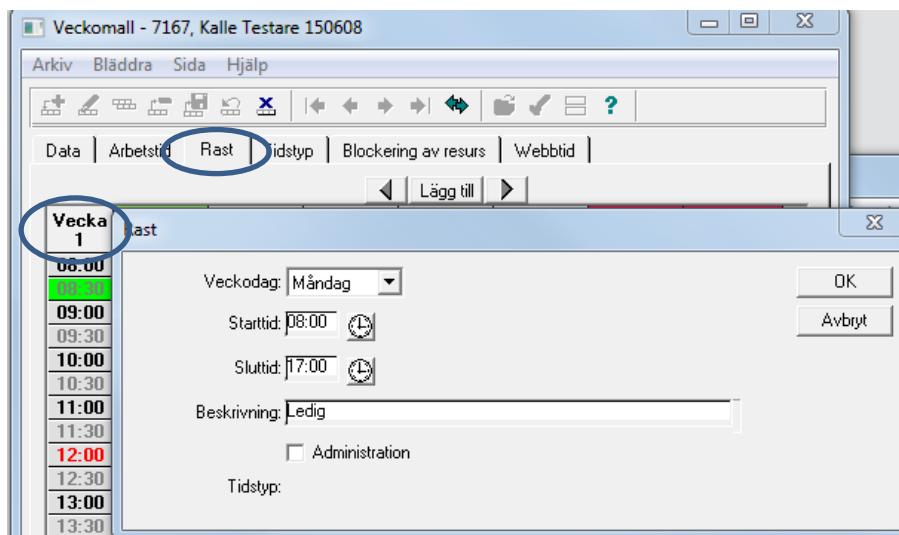 Veckomall - 7167, Kalle Testare 150608
Arkiv Bläddra Sida Hjälp
Data Arbetstid Rast Tidstyp Blockering av resurs Webbtid
Lägg till
Vecka
1
Rast
08:00
08:30
09:00
09:30
10:00
10:30
11:00
11:30
12:00
12:30
13:00
13:30
Veckodag: Måndag
Starttid: 08:00
Sluttid: 17:00
Beskrivning: Ledig
Administration
Tidstyp:
OK
Avbryt